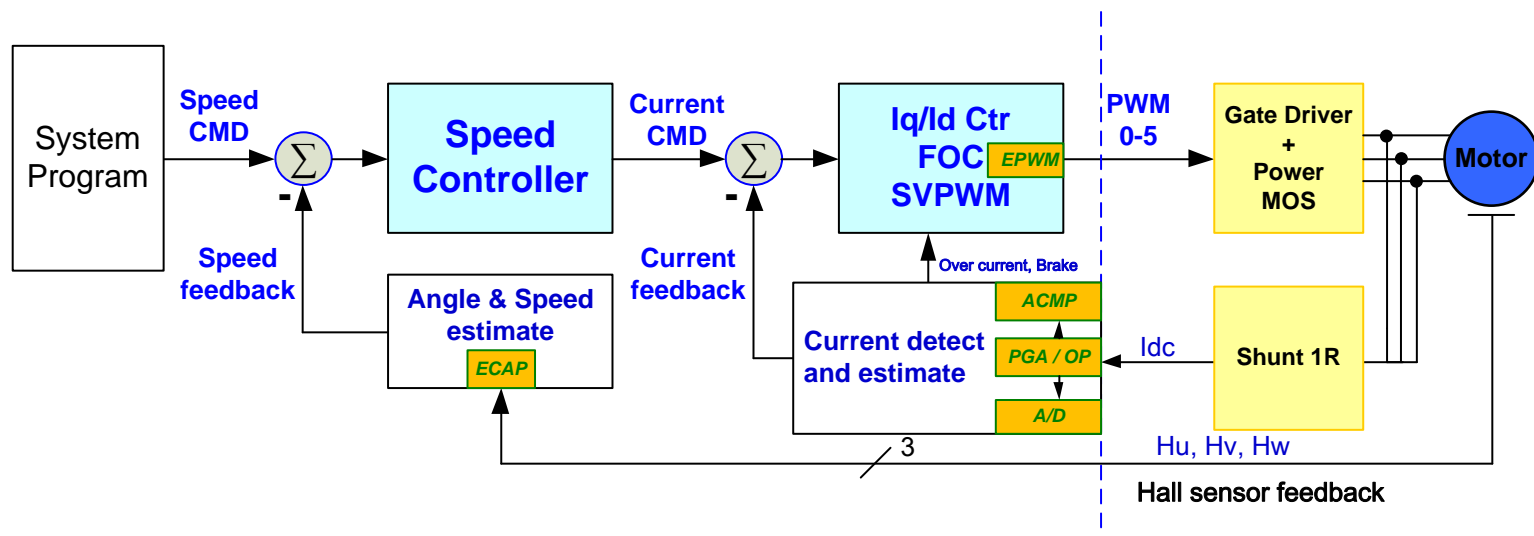 System
Program
Speed
CMD
Σ
-
Speed
feedback
Speed
Controller
Angle & Speed
estimate
ECAP
Current
CMD
Σ
-
Current
feedback
Iq/Id Ctr
FOC
SVPWM
EPWM
Over current, Brake
Current detect
and estimate
ACMP
PGA / OP
A/D
PWM
0-5
Gate Driver
+
Power
MOS
Motor
Idc
Shunt 1R
3
Hu, Hv, Hw
Hall sensor feedback